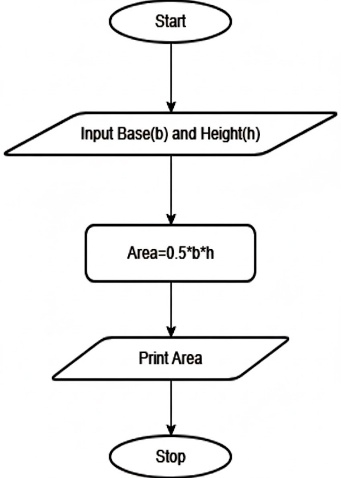 Start
Input Base(b) and Height(h)
Area=0.5*b*h
Print Area
Stop